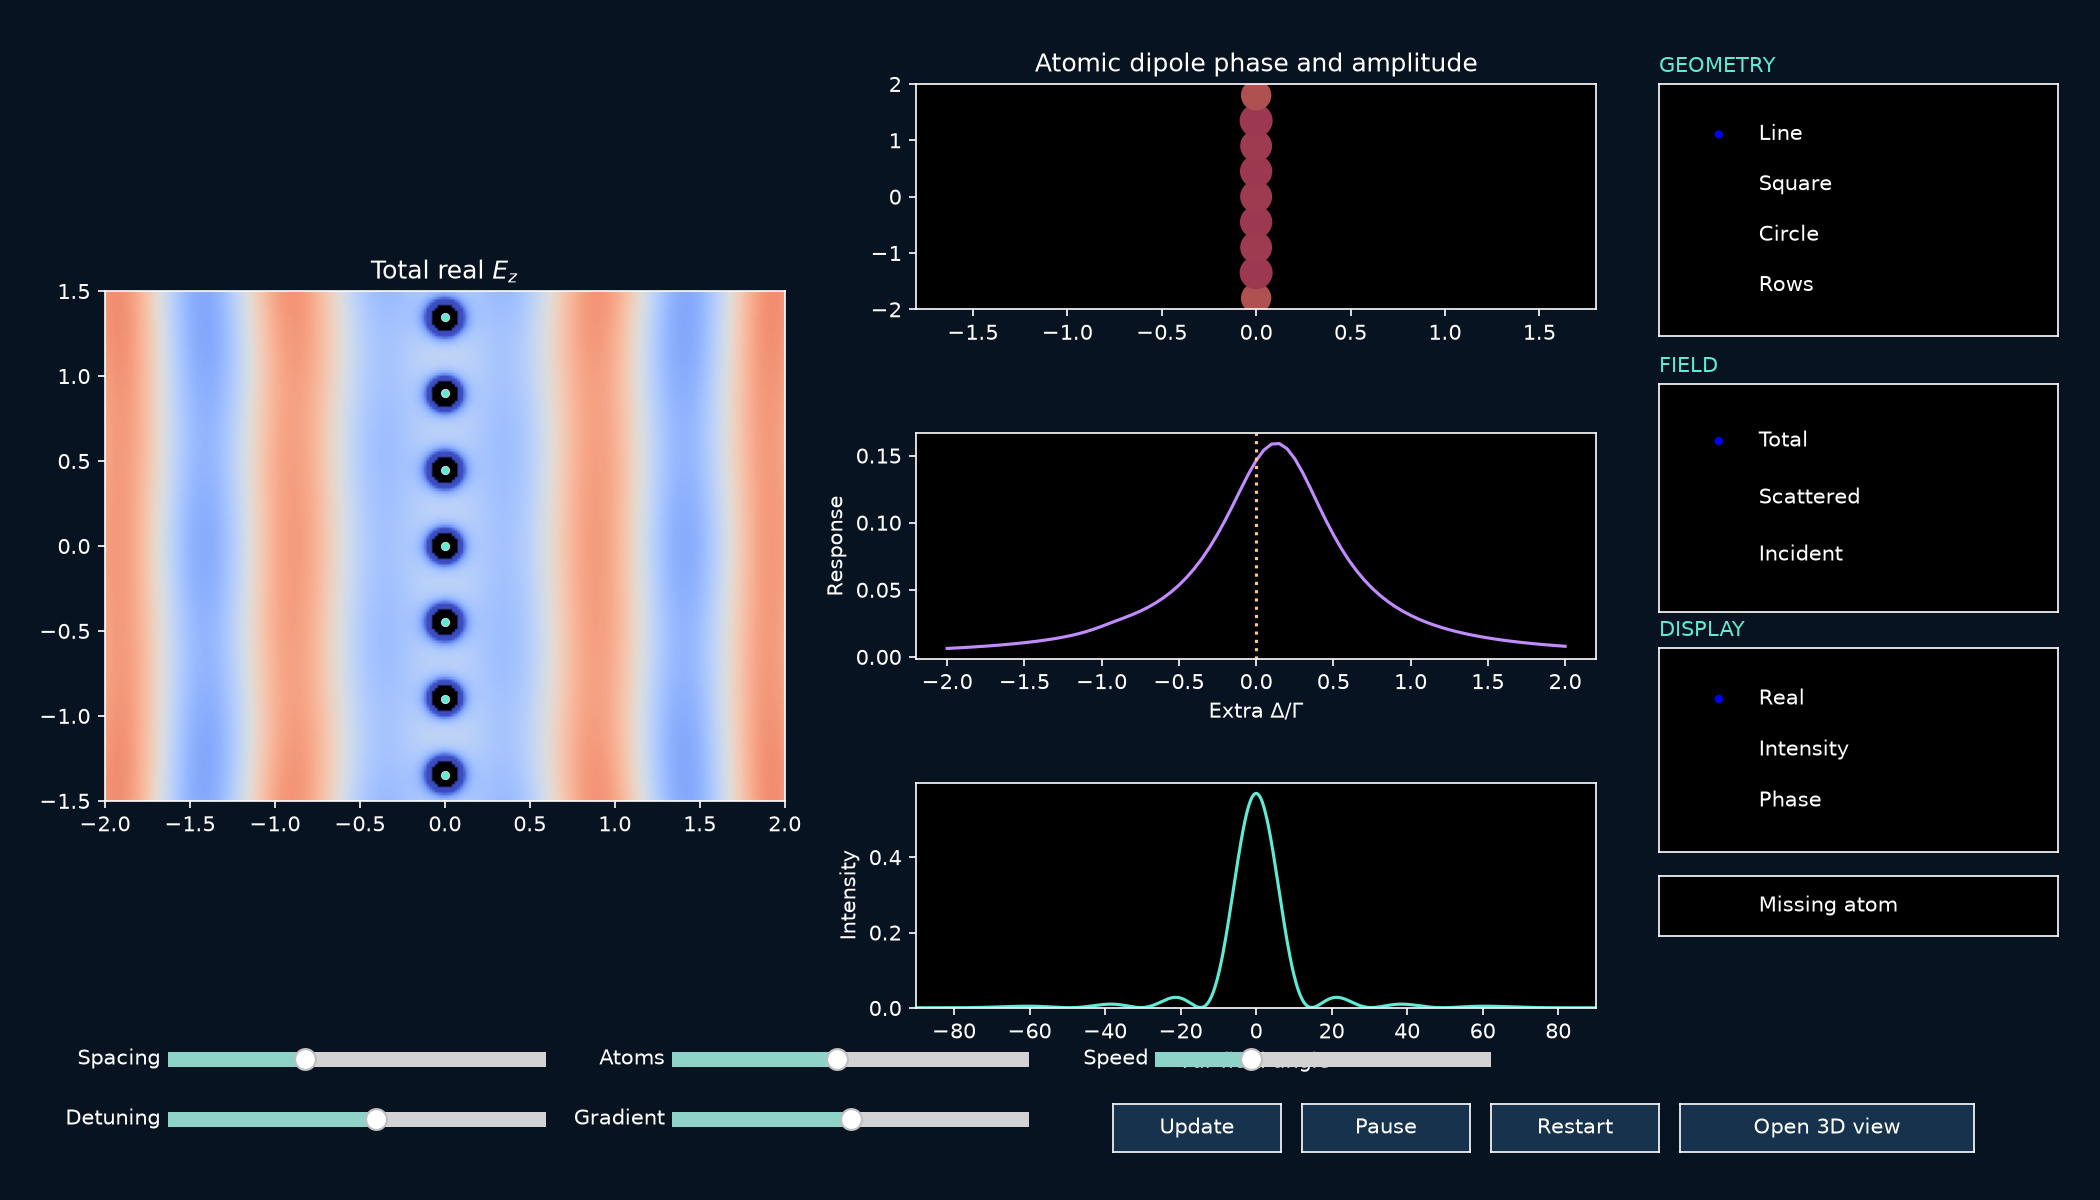 Total real Ez
1.5
1.0
0.5
0.0
−0.5
−1.0
−1.5
−2.0 −1.5 −1.0 −0.5 0.0 0.5 1.0 1.5 2.0
Atomic dipole phase and amplitude
2
1
0
−1
−2
−1.5 −1.0 −0.5 0.0 0.5 1.0 1.5
Response
0.15
0.10
0.05
0.00
−2.0 −1.5 −1.0 −0.5 0.0 0.5 1.0 1.5 2.0
Extra Δ/Γ
Intensity
0.4
0.2
0.0
−80 −60 −40 −20 0 20 40 60 80
GEOMETRY
Line
Square
Circle
Rows
FIELD
Total
Scattered
Incident
DISPLAY
Real
Intensity
Phase
Missing atom
Spacing
Atoms
Speed
Detuning
Gradient
Update
Pause
Restart
Open 3D view